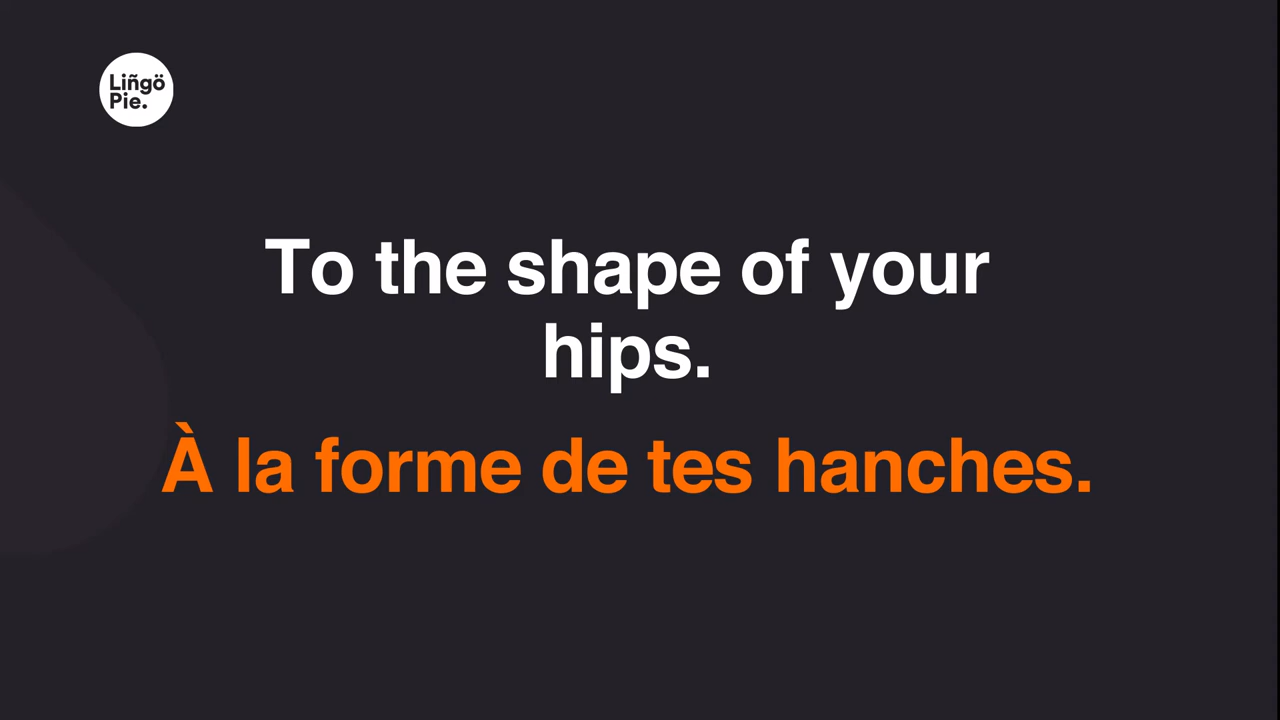 Liñgö
Pie.
To the shape of your
hips.
À la forme de tes hanches.